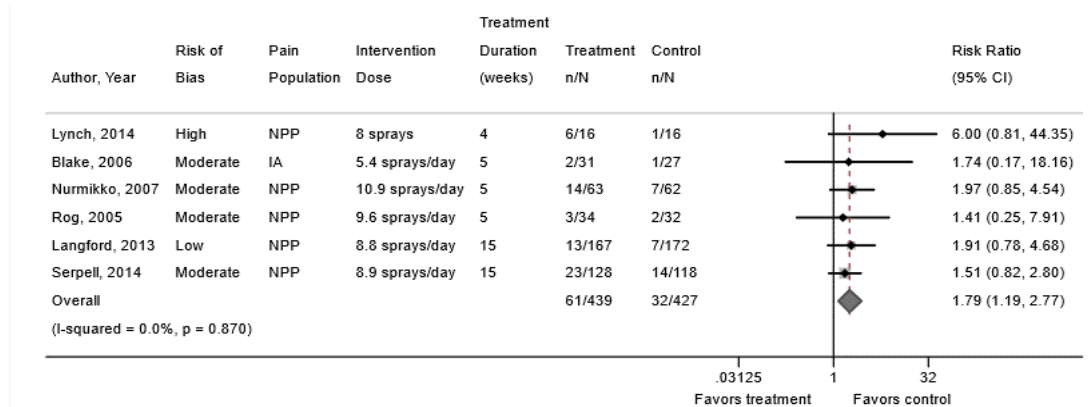 Treatment
Risk of Pain Intervention Duration Treatment Control Risk Ratio
Author, Year Bias Population Dose (weeks) n/N n/N (95% CI)
Lynch, 2014 High NPP 8 sprays 4 6/16 1/16 6.00 (0.81, 44.35)
Blake, 2006 Moderate IA 5.4 sprays/day 5 2/31 1/27 1.74 (0.17, 18.16)
Nurmikko, 2007 Moderate NPP 10.9 sprays/day 5 14/63 7/62 1.97 (0.85, 4.54)
Rog, 2005 Moderate NPP 9.6 sprays/day 5 3/34 2/32 1.41 (0.25, 7.91)
Langford, 2013 Low NPP 8.8 sprays/day 15 13/167 7/172 1.91 (0.78, 4.68)
Serpell, 2014 Moderate NPP 8.9 sprays/day 15 23/128 14/118 1.51 (0.82, 2.80)
Overall 61/439 32/427 1.79 (1.19, 2.77)
(I-squared = 0.0%, p = 0.870)
.03125 1 32
Favors treatment Favors control